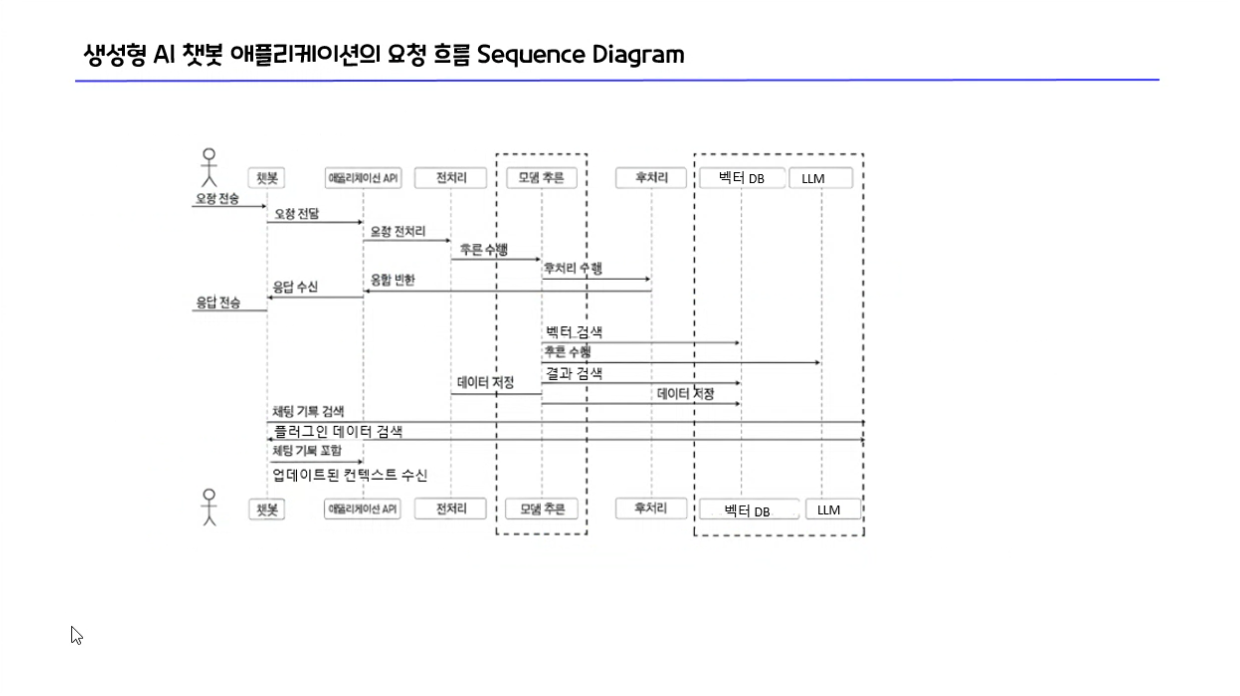 생성형 AI 챗봇 애플리케이션의 요청 흐름 Sequence Diagram
챗봇
애플리케이션 API
전처리
모델 추론
후처리
벡터 DB
LLM
요청 전송
요청 전달
요청 전처리
추론 수행
후처리 수행
응답 반환
응답 수신
응답 전송
벡터 검색
추론 수행
결과 검색
데이터 저장
데이터 저장
채팅 기록 검색
플러그인 데이터 검색
채팅 기록 포함
업데이트된 컨텍스트 수신
챗봇
애플리케이션 API
전처리
모델 추론
후처리
벡터 DB
LLM